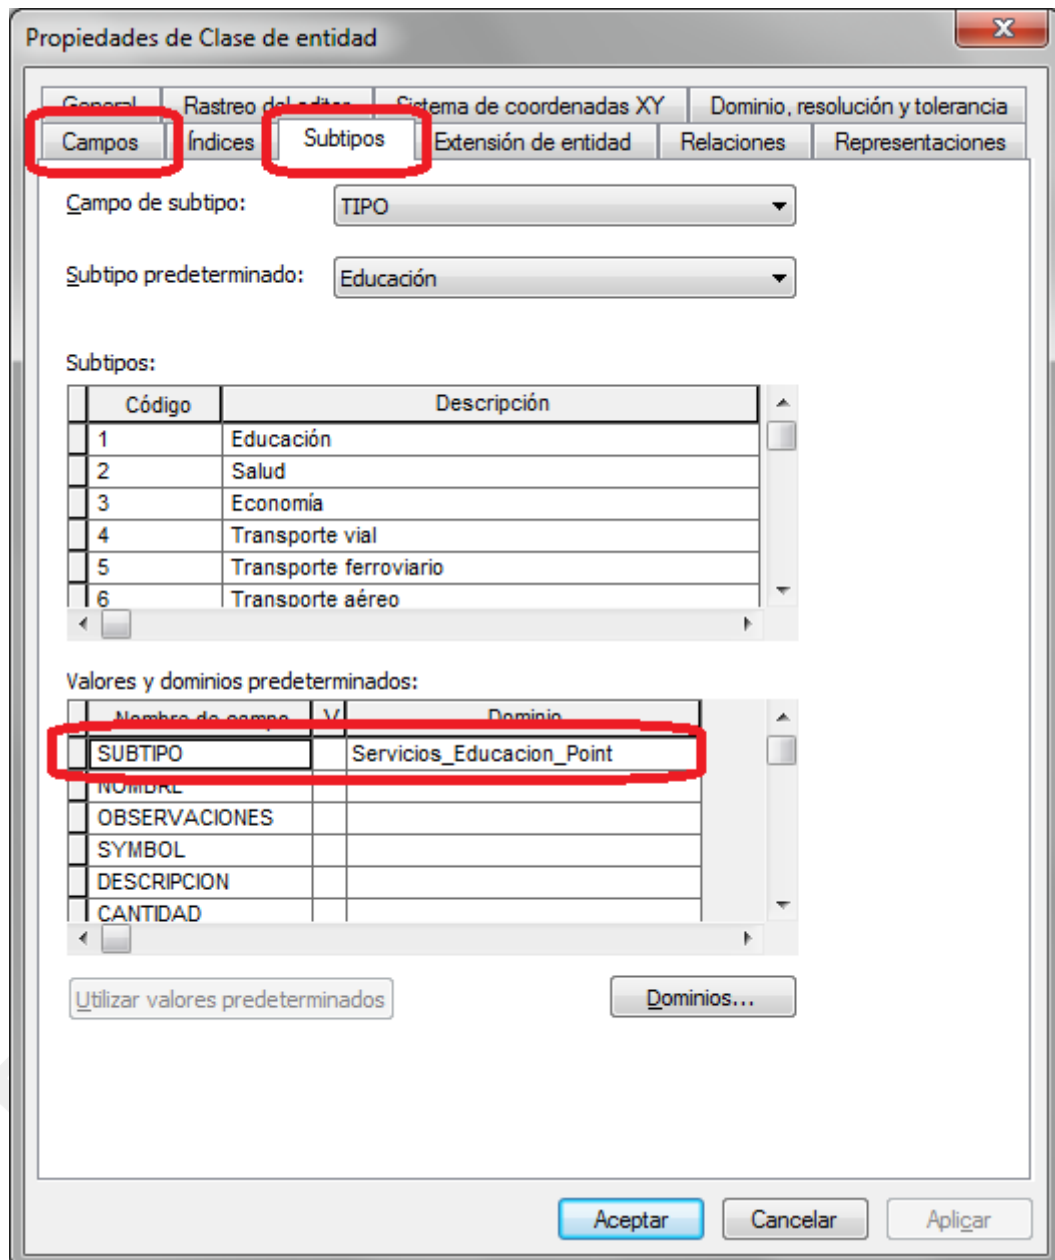 Propiedades de Clase de entidad
General Rastreo del editor Sistema de coordenadas XY Dominio, resolución y tolerancia
Campos Índices Subtipos Extensión de entidad Relaciones Representaciones
Campo de subtipo: TIPO
Subtipo predeterminado: Educación
Subtipos:
Código Descripción
1 Educación
2 Salud
3 Economía
4 Transporte vial
5 Transporte ferroviario
6 Transporte aéreo
Valores y dominios predeterminados:
Nombre de campo V Dominio
SUBTIPO Servicios_Educacion_Point
NOMBRE
OBSERVACIONES
SYMBOL
DESCRIPCION
CANTIDAD
Utilizar valores predeterminados Dominios...
Aceptar Cancelar Aplicar